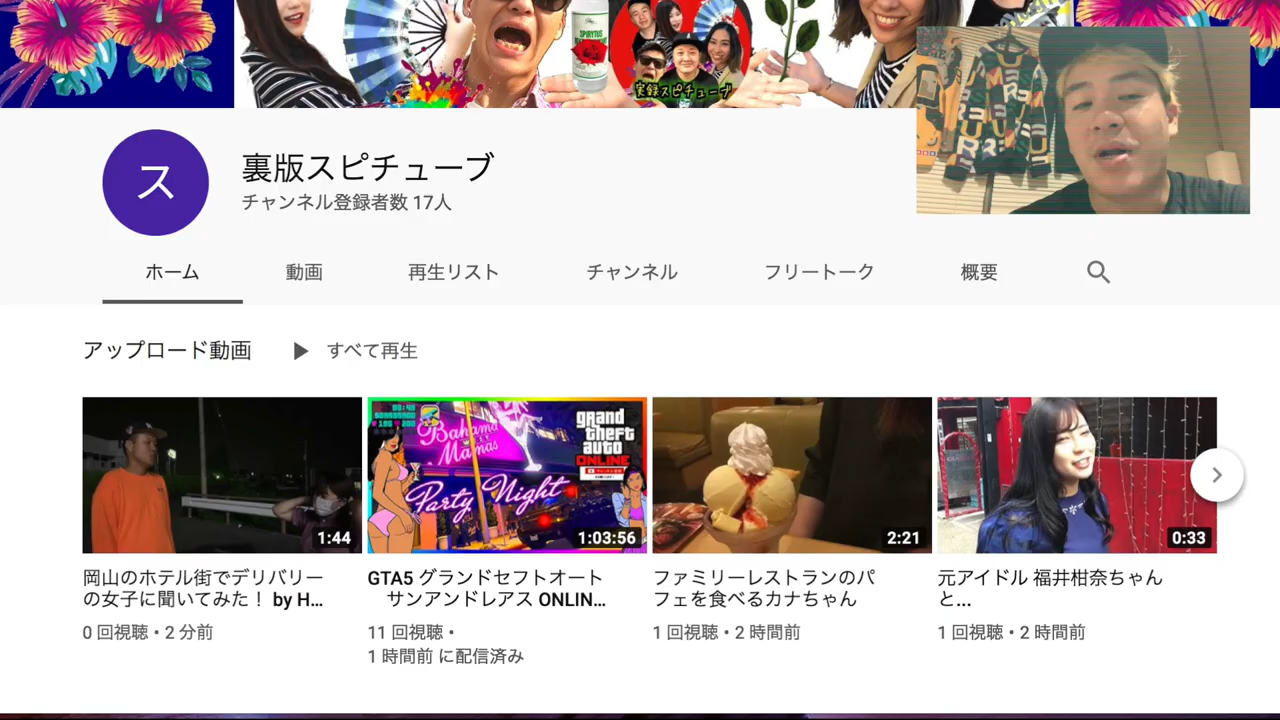 SPIRYTUS
実録スピチューブ
ス
裏版スピチューブ
チャンネル登録者数 17人
ホーム
動画
再生リスト
チャンネル
フリートーク
概要
アップロード動画
すべて再生
Bahama
Mamas
Party Night
grand
theft
auto
ONLINE
1:44
1:03:56
2:21
0:33
岡山のホテル街でデリバリー
の女子に聞いてみた！ by H...
0 回視聴・2 分前
GTA5 グランドセフトオート
サンアンドレアス ONLIN...
11 回視聴・
1 時間前 に配信済み
ファミリーレストランのパ
フェを食べるカナちゃん
1 回視聴・2 時間前
元アイドル 福井柑奈ちゃん
と...
1 回視聴・2 時間前